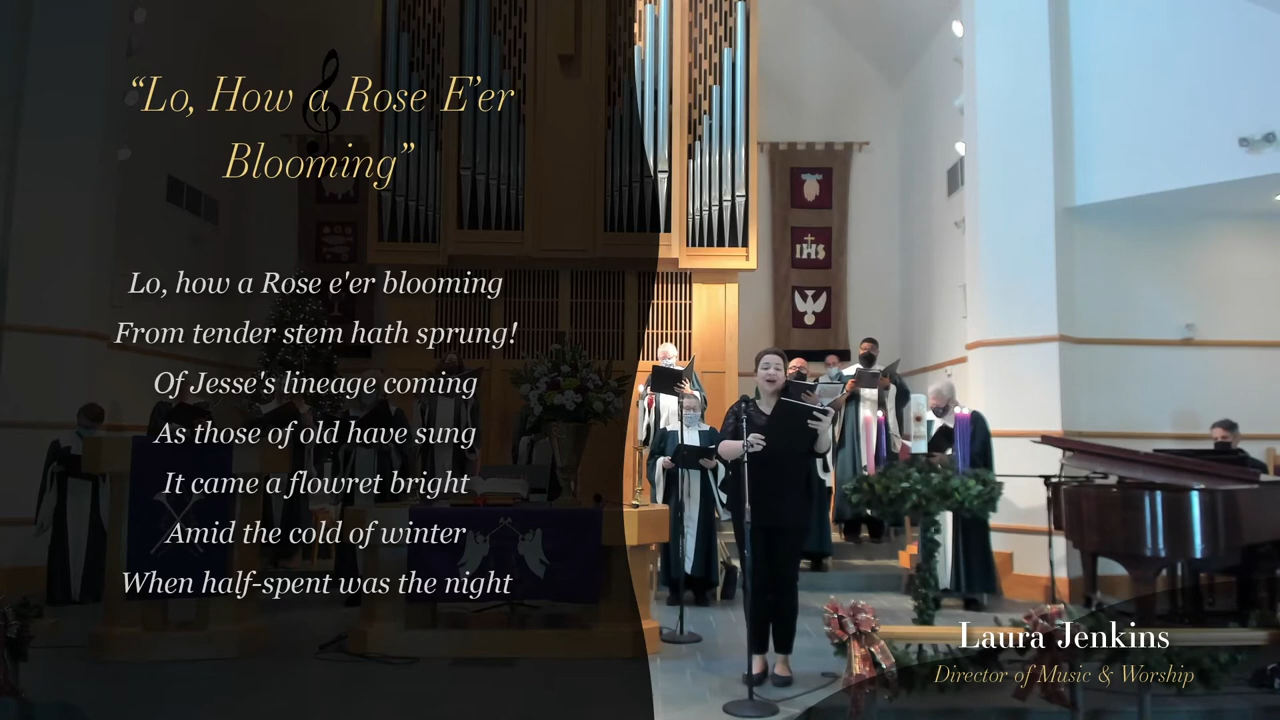 “Lo, How a Rose E’er
Blooming”
Lo, how a Rose e'er blooming
From tender stem hath sprung!
Of Jesse's lineage coming
As those of old have sung
It came a flowret bright
Amid the cold of winter
When half-spent was the night
IHS
Laura Jenkins
Director of Music & Worship